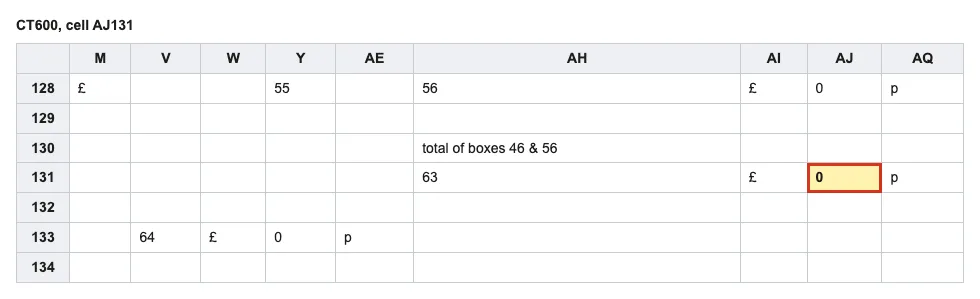 CT600, cell AJ131
M V W Y AE AH AI AJ AQ
128 £ 55 56 £ 0 p
129
130 total of boxes 46 & 56
131 63 £ 0 p
132
133 64 £ 0 p
134